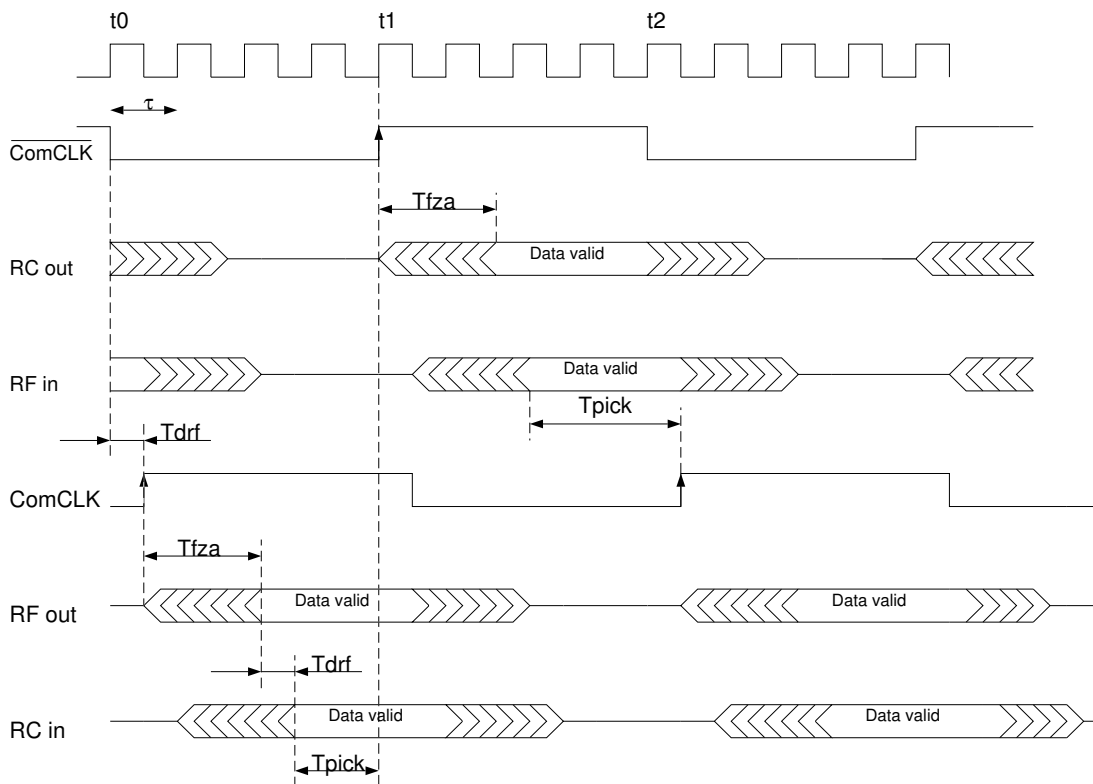 t0 t1 t2
τ
ComCLK
Tfza
RC out Data valid
RF in Data valid
Tpick
Tdrf
ComCLK
Tfza
RF out Data valid Data valid
Tdrf
RC in Data valid Data valid
Tpick